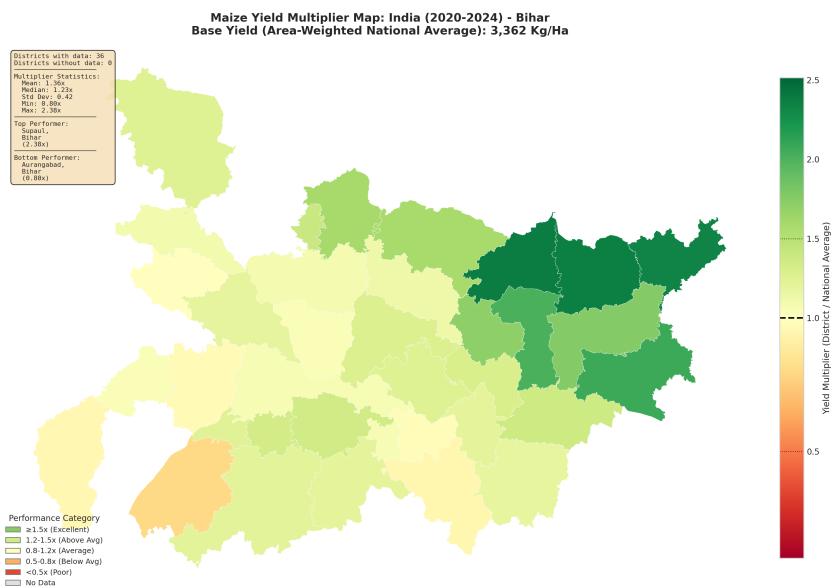 Maize Yield Multiplier Map: India (2020-2024) - Bihar
Base Yield (Area-Weighted National Average): 3,362 Kg/Ha
Districts with data: 36
Districts without data: 0
Multiplier Statistics:
Mean: 1.36x
Median: 1.23x
Std Dev: 0.42
Min: 0.80x
Max: 2.38x
Top Performer:
Supaul,
Bihar
(2.38x)
Bottom Performer:
Aurangabad,
Bihar
(0.80x)
2.5
2.0
1.5
1.0
0.5
Yield Multiplier (District / National Average)
Performance Category
≥1.5x (Excellent)
1.2-1.5x (Above Avg)
0.8-1.2x (Average)
0.5-0.8x (Below Avg)
<0.5x (Poor)
No Data